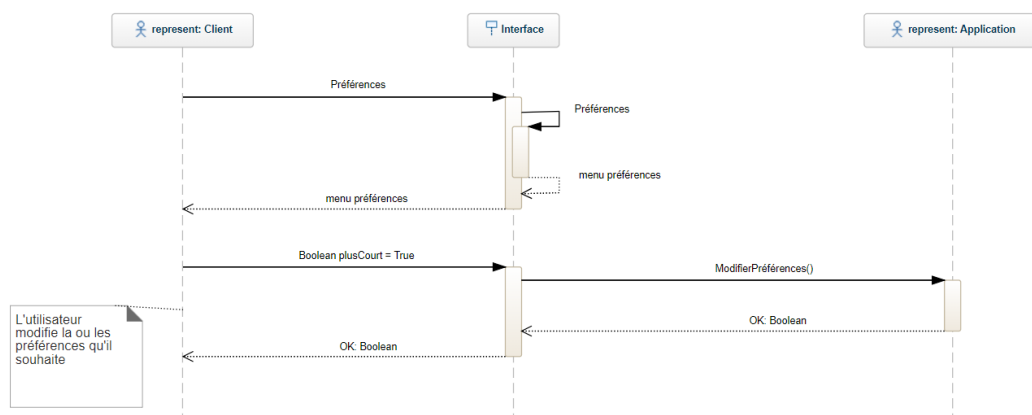 represent: Client
Interface
represent: Application
Préférences
Préférences
menu préférences
menu préférences
Boolean plusCourt = True
ModifierPréférences()
L'utilisateur
modifie la ou les
préférences qu'il
souhaite
OK: Boolean
OK: Boolean